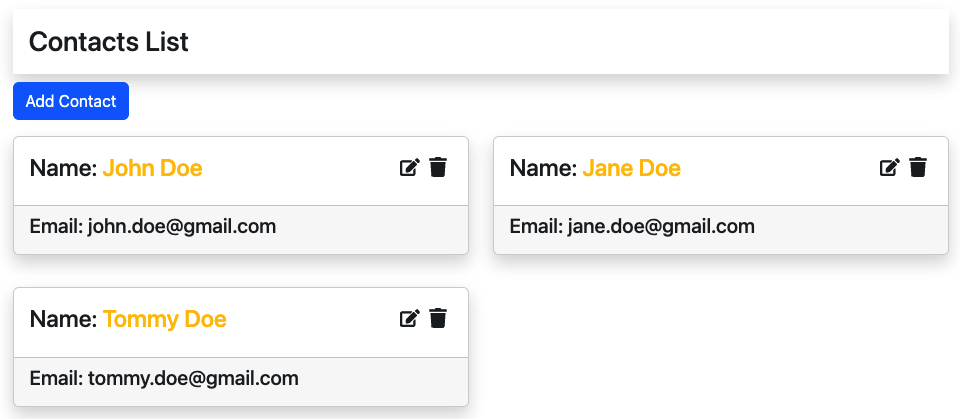 Contacts List
Add Contact
Name: John Doe
Email: john.doe@gmail.com
Name: Jane Doe
Email: jane.doe@gmail.com
Name: Tommy Doe
Email: tommy.doe@gmail.com